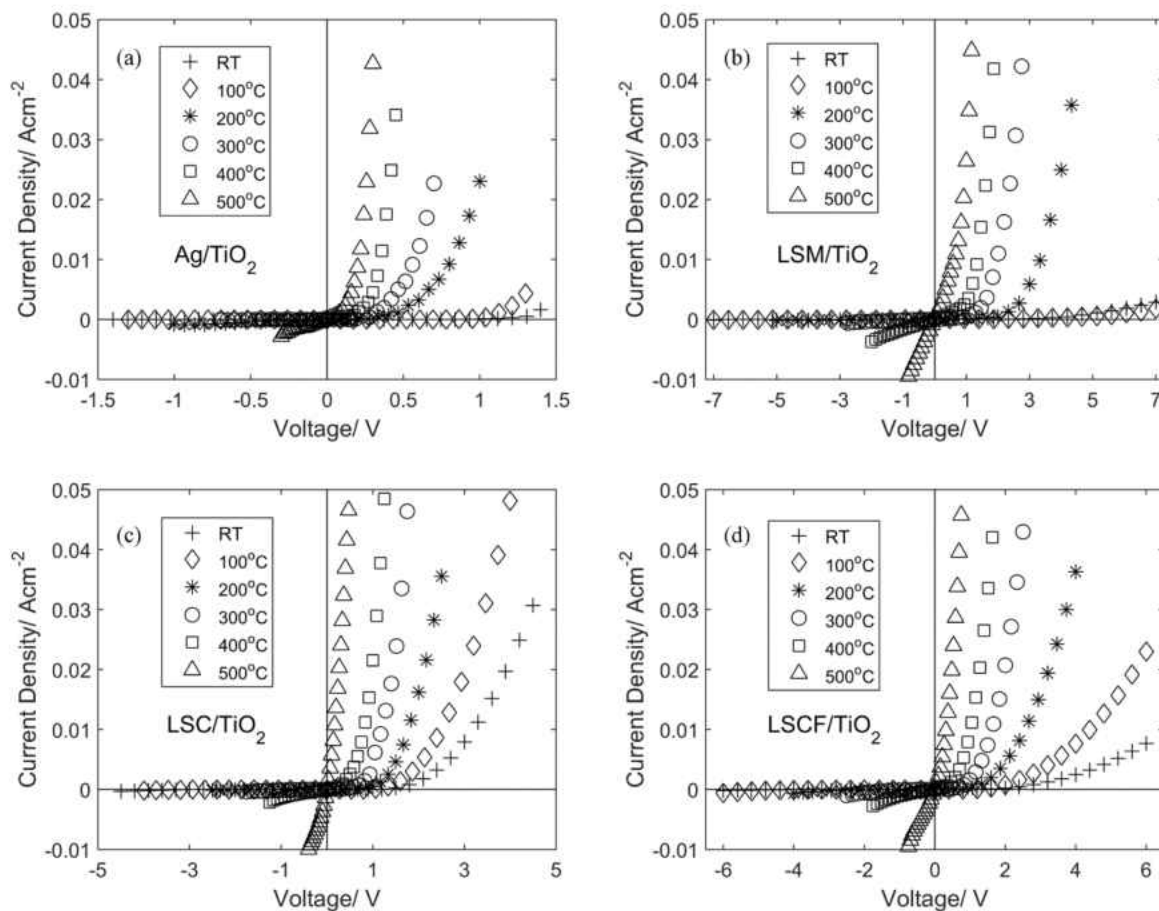 (a)
RT
100°C
200°C
300°C
400°C
500°C
Ag/TiO2
Current Density/ Acm-2
0.05
0.04
0.03
0.02
0.01
0
-0.01
-1.5 -1 -0.5 0 0.5 1 1.5
Voltage/ V
(b)
RT
100°C
200°C
300°C
400°C
500°C
LSM/TiO2
Current Density/ Acm-2
0.05
0.04
0.03
0.02
0.01
0
-0.01
-7 -5 -3 -1 1 3 5 7
Voltage/ V
(c)
RT
100°C
200°C
300°C
400°C
500°C
LSC/TiO2
Current Density/ Acm-2
0.05
0.04
0.03
0.02
0.01
0
-0.01
-5 -3 -1 1 3 5
Voltage/ V
(d)
RT
100°C
200°C
300°C
400°C
500°C
LSCF/TiO2
Current Density/ Acm-2
0.05
0.04
0.03
0.02
0.01
0
-0.01
-6 -4 -2 0 2 4 6
Voltage/ V